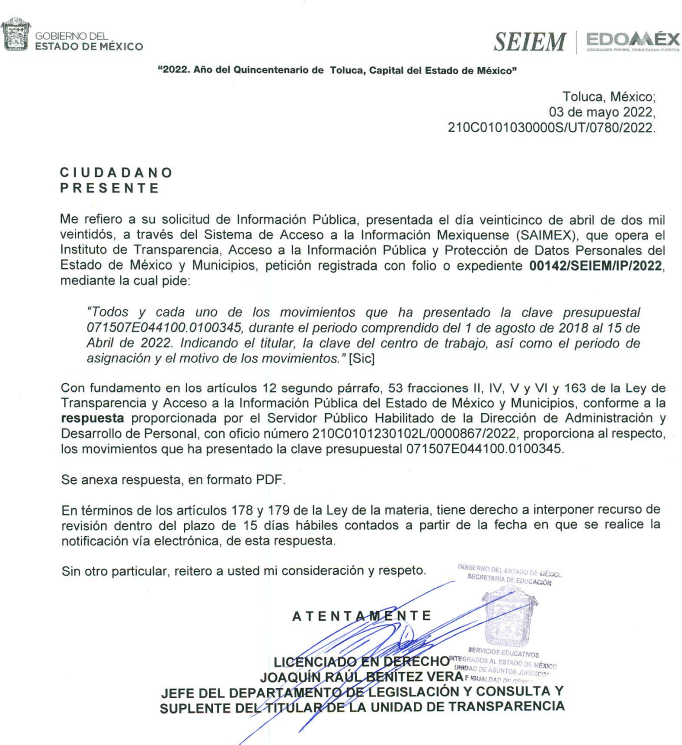 GOBIERNO DEL
ESTADO DE MÉXICO
SEIEM
EDOMÉX
"2022. Año del Quincentenario de Toluca, Capital del Estado de México"
Toluca, México;
03 de mayo 2022,
210C0101030000S/UT/0780/2022.
CIUDADANO
PRESENTE
Me refiero a su solicitud de Información Pública, presentada el día veinticinco de abril de dos mil
veintidós, a través del Sistema de Acceso a la Información Mexiquense (SAIMEX), que opera el
Instituto de Transparencia, Acceso a la Información Pública y Protección de Datos Personales del
Estado de México y Municipios, petición registrada con folio o expediente 00142/SEIEM/IP/2022,
mediante la cual pide:
"Todos y cada uno de los movimientos que ha presentado la clave presupuestal
071507E044100.0100345, durante el periodo comprendido del 1 de agosto de 2018 al 15 de
Abril de 2022. Indicando el titular, la clave del centro de trabajo, así como el periodo de
asignación y el motivo de los movimientos." [Sic]
Con fundamento en los artículos 12 segundo párrafo, 53 fracciones II, IV, V y VI y 163 de la Ley de
Transparencia y Acceso a la Información Pública del Estado de México y Municipios, conforme a la
respuesta proporcionada por el Servidor Público Habilitado de la Dirección de Administración y
Desarrollo de Personal, con oficio número 210C0101230102L/0000867/2022, proporciona al respecto,
los movimientos que ha presentado la clave presupuestal 071507E044100.0100345.
Se anexa respuesta, en formato PDF.
En términos de los artículos 178 y 179 de la Ley de la materia, tiene derecho a interponer recurso de
revisión dentro del plazo de 15 días hábiles contados a partir de la fecha en que se realice la
notificación vía electrónica, de esta respuesta.
Sin otro particular, reitero a usted mi consideración y respeto.
GOBIERNO DEL ESTADO DE MÉXICO
SECRETARÍA DE EDUCACIÓN
ATENTAMENTE
SERVICIOS EDUCATIVOS
INTEGRADOS AL ESTADO DE MÉXICO
UNIDAD DE ASUNTOS JURÍDICOS
E IGUALDAD DE
LICENCIADO EN DERECHO
JOAQUÍN RAÚL BENÍTEZ VERA
JEFE DEL DEPARTAMENTO DE LEGISLACIÓN Y CONSULTA Y
SUPLENTE DEL TITULAR DE LA UNIDAD DE TRANSPARENCIA